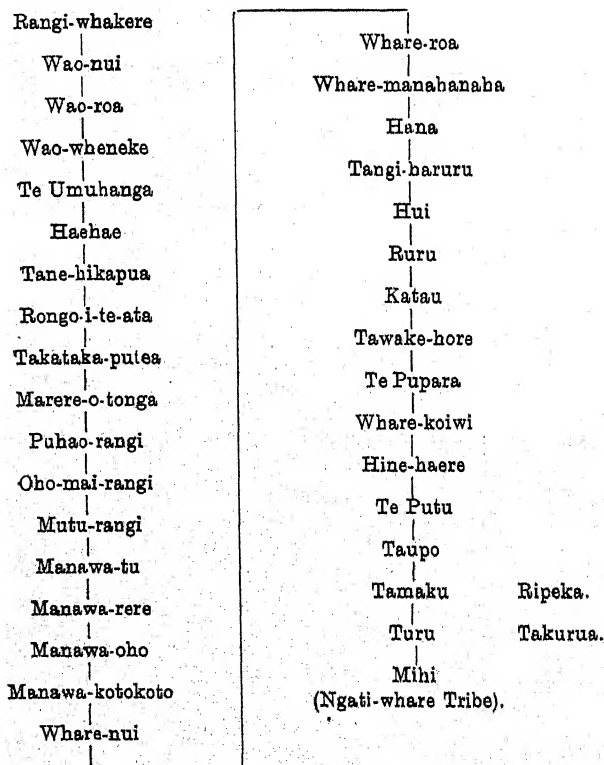 Rangi-whakere
Wao-nui
Wao-roa
Wao-wheneke
Te Umuhanga
Haehae
Tane-hikapua
Rongo-i-te-ata
Takataka-putea
Marere-o-tonga
Puhao-rangi
Oho-mai-rangi
Mutu-rangi
Manawa-tu
Manawa-rere
Manawa-oho
Manawa-kotokoto
Whare-nui
Whare-roa
Whare-manahanaha
Hana
Tangi-haruru
Hui
Ruru
Katau
Tawake-hore
Te Pupara
Whare-koiwi
Hine-haere
Te Putu
Taupo
Tamaku Ripeka.
Turu Takurua.
Mihi
(Ngati-whare Tribe).